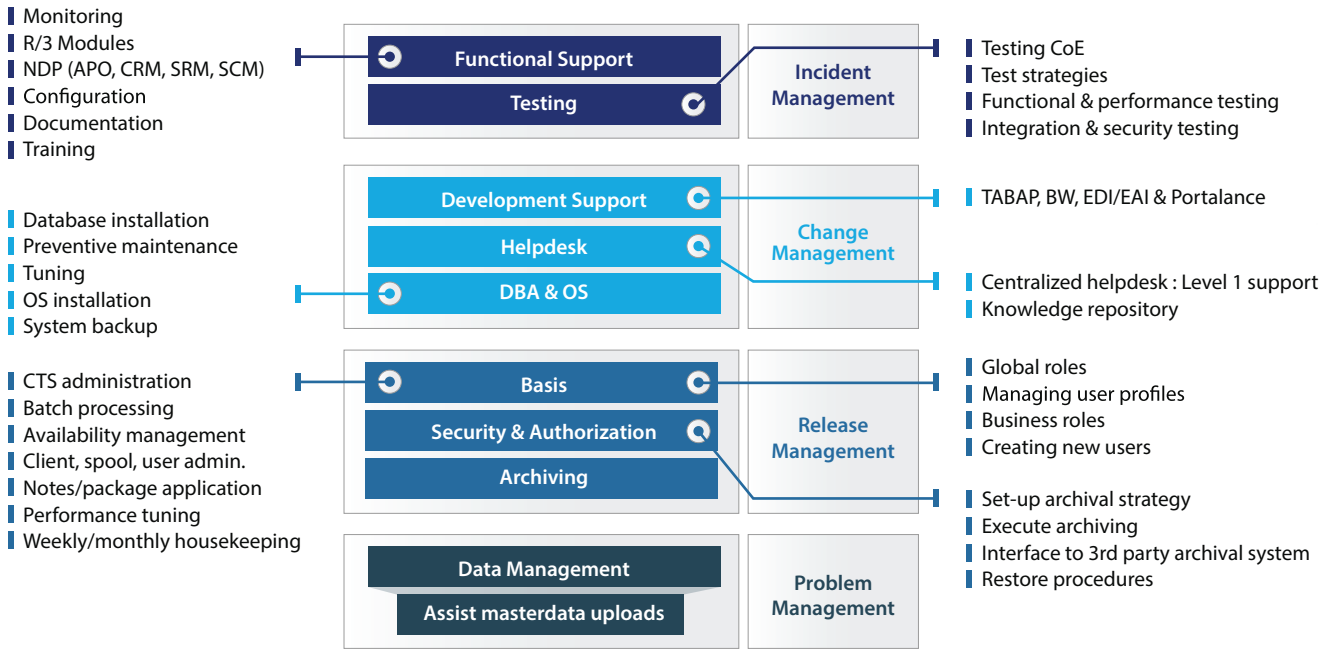 Monitoring
R/3 Modules
NDP (APO, CRM, SRM, SCM)
Configuration
Documentation
Training
Functional Support
Testing
Incident
Management
Testing CoE
Test strategies
Functional & performance testing
Integration & security testing
Database installation
Preventive maintenance
Tuning
OS installation
System backup
Development Support
Helpdesk
DBA & OS
Change
Management
TABAP, BW, EDI/EAI & Portalance
Centralized helpdesk : Level 1 support
Knowledge repository
CTS administration
Batch processing
Availability management
Client, spool, user admin.
Notes/package application
Performance tuning
Weekly/monthly housekeeping
Basis
Security & Authorization
Archiving
Release
Management
Global roles
Managing user profiles
Business roles
Creating new users
Set-up archival strategy
Execute archiving
Interface to 3rd party archival system
Restore procedures
Data Management
Assist masterdata uploads
Problem
Management